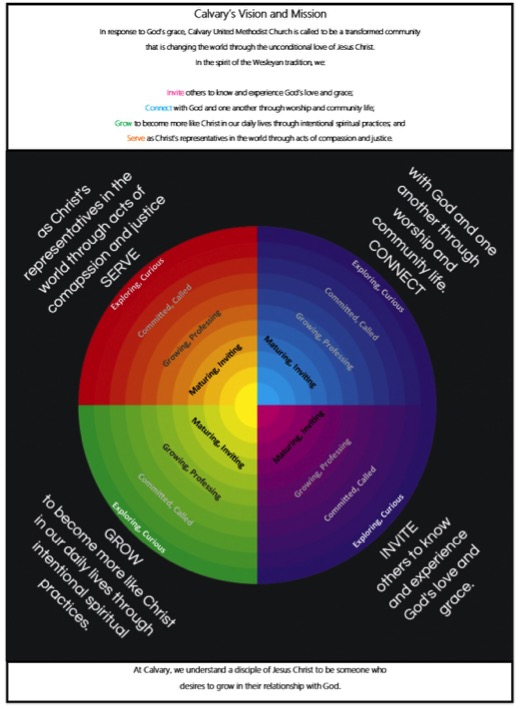 Calvary's Vision and Mission
In response to God's grace, Calvary United Methodist Church is called to be a transformed community
that is changing the world through the unconditional love of Jesus Christ.
In the spirit of the Wesleyan tradition, we:
Invite others to know and experience God's love and grace;
Connect with God and one another through worship and community life;
Grow to become more like Christ in our daily lives through intentional spiritual practices; and
Serve as Christ's representatives in the world through acts of compassion and justice.
as Christ's
representatives in the
world through acts of
comapssion and justice
SERVE
with God and one
another through
worship and
community life.
CONNECT
Exploring, Curious
Committed, Called
Growing, Professing
Maturing, Inviting
Exploring, Curious
Committed, Called
Growing, Professing
Maturing, Inviting
Maturing, Inviting
Growing, Professing
Committed, Called
Exploring, Curious
Maturing, Inviting
Growing, Professing
Committed, Called
Exploring, Curious
GROW
to become more like Christ
in our daily lives through
intentional spiritual
practices.
INVITE
others to know
and experience
God's love and
grace.
At Calvary, we understand a disciple of Jesus Christ to be someone who
desires to grow in their relationship with God.